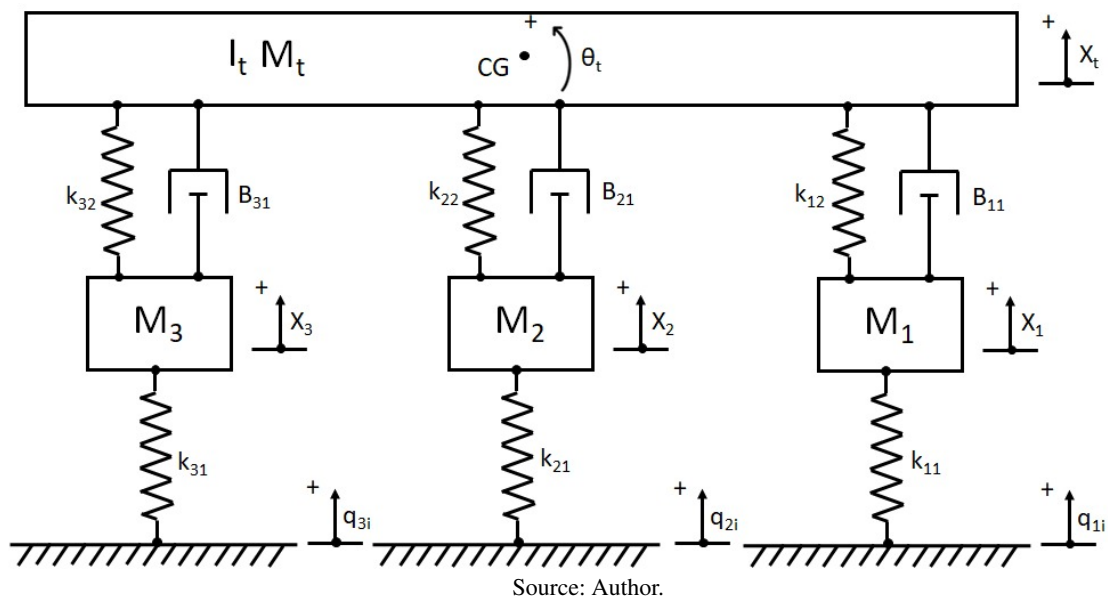 +
+
I_t M_t
CG
θ_t
X_t
k_32
B_31
k_22
B_21
k_12
B_11
+
+
+
M_3
X_3
M_2
X_2
M_1
X_1
k_31
k_21
k_11
+
+
+
q_3i
q_2i
q_1i
Source: Author.